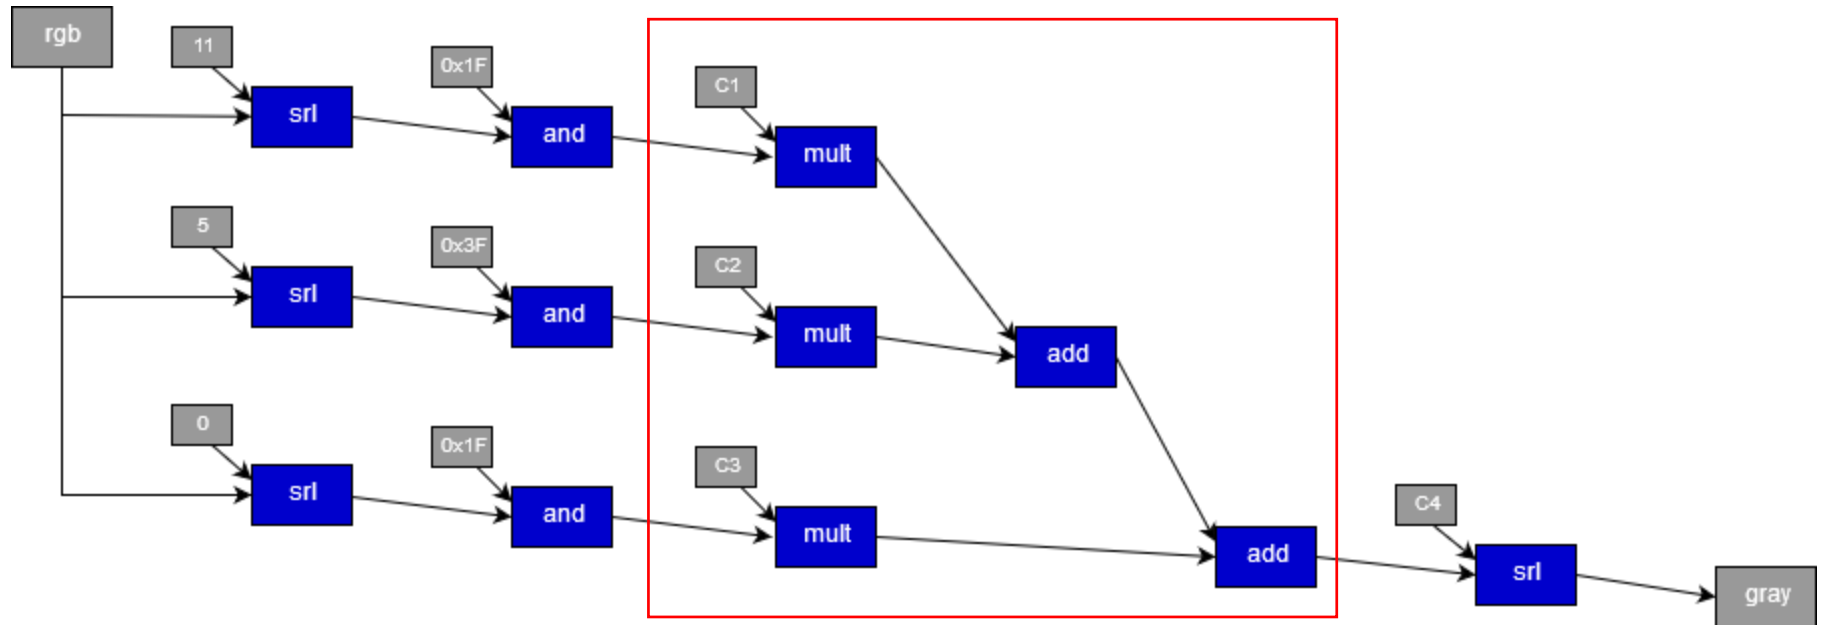 rgb
11
srl
0x1F
and
C1
mult
5
srl
0x3F
and
C2
mult
add
0
srl
0x1F
and
C3
mult
add
C4
srl
gray